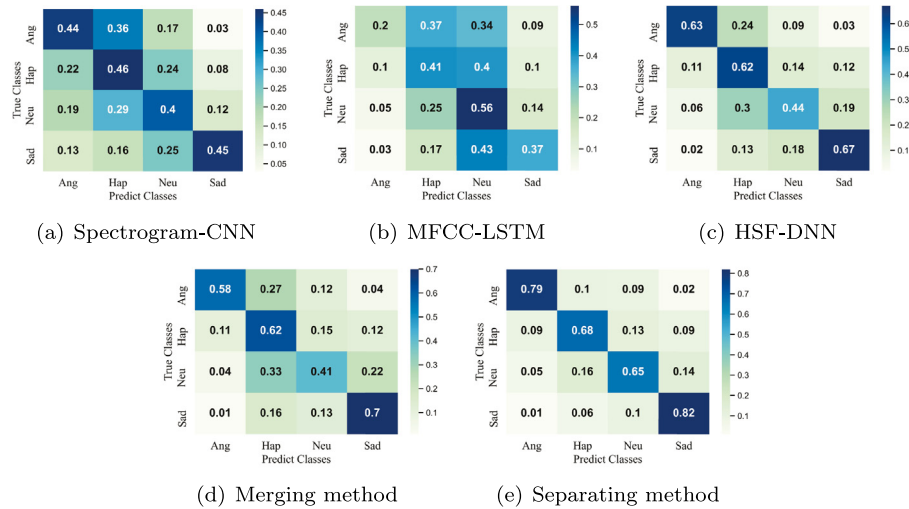 Ang 0.44 0.36 0.17 0.03
Hap 0.22 0.46 0.24 0.08
Neu 0.19 0.29 0.4 0.12
Sad 0.13 0.16 0.25 0.45
True Classes
Ang Hap Neu Sad
Predict Classes
0.45
0.40
0.35
0.30
0.25
0.20
0.15
0.10
0.05
(a) Spectrogram-CNN
Ang 0.2 0.37 0.34 0.09
Hap 0.1 0.41 0.4 0.1
Neu 0.05 0.25 0.56 0.14
Sad 0.03 0.17 0.43 0.37
True Classes
Ang Hap Neu Sad
Predict Classes
0.5
0.4
0.3
0.2
0.1
(b) MFCC-LSTM
Ang 0.63 0.24 0.09 0.03
Hap 0.11 0.62 0.14 0.12
Neu 0.06 0.3 0.44 0.19
Sad 0.02 0.13 0.18 0.67
True Classes
Ang Hap Neu Sad
Predict Classes
0.6
0.5
0.4
0.3
0.2
0.1
(c) HSF-DNN
Ang 0.58 0.27 0.12 0.04
Hap 0.11 0.62 0.15 0.12
Neu 0.04 0.33 0.41 0.22
Sad 0.01 0.16 0.13 0.7
True Classes
Ang Hap Neu Sad
Predict Classes
0.7
0.6
0.5
0.4
0.3
0.2
0.1
(d) Merging method
Ang 0.79 0.1 0.09 0.02
Hap 0.09 0.68 0.13 0.09
Neu 0.05 0.16 0.65 0.14
Sad 0.01 0.06 0.1 0.82
True Classes
Ang Hap Neu Sad
Predict Classes
0.8
0.7
0.6
0.5
0.4
0.3
0.2
0.1
(e) Separating method